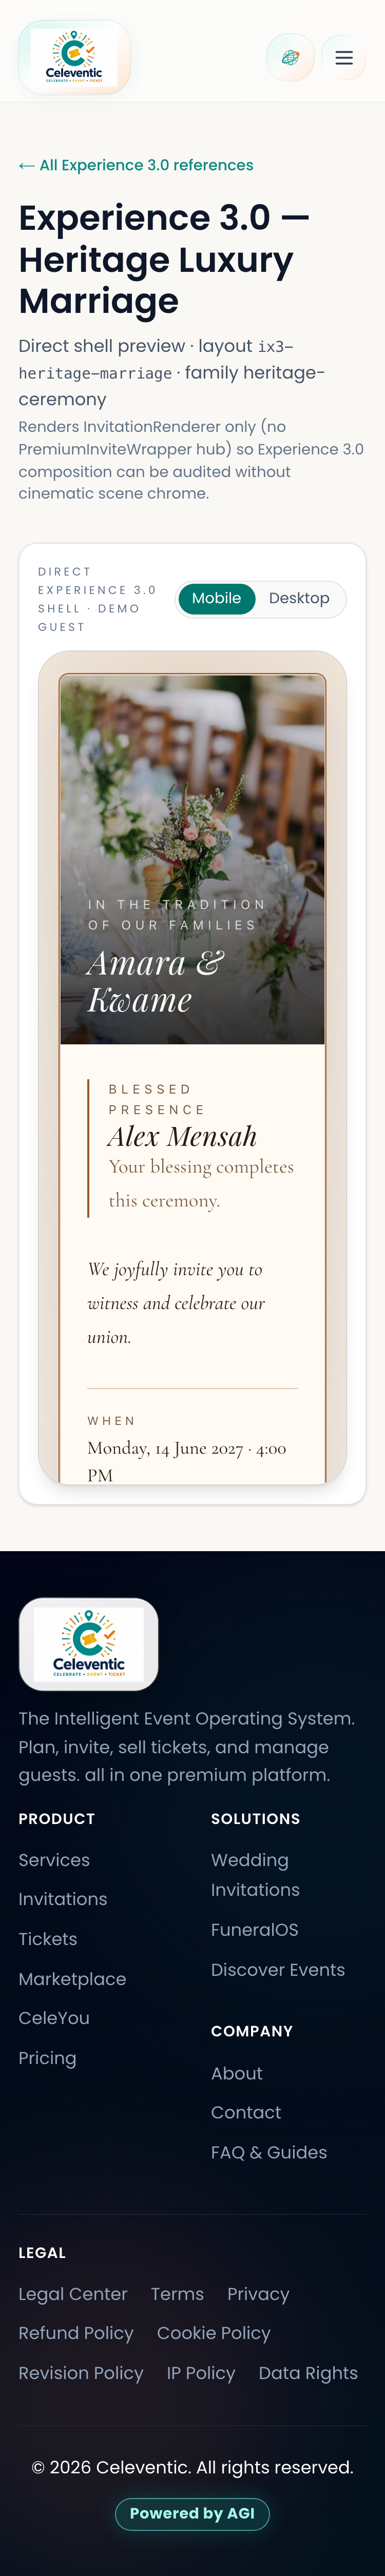 Celeventic
CELEBRATE • EVENT • TICKET
← All Experience 3.0 references
Experience 3.0 —
Heritage Luxury
Marriage
Direct shell preview · layout ix3-
heritage-marriage · family heritage-
ceremony
Renders InvitationRenderer only (no
PremiumInviteWrapper hub) so Experience 3.0
composition can be audited without
cinematic scene chrome.
DIRECT
EXPERIENCE 3.0
SHELL · DEMO
GUEST
Mobile
Desktop
IN THE TRADITION
OF OUR FAMILIES
Amara &
Kwame
BLESSED
PRESENCE
Alex Mensah
Your blessing completes
this ceremony.
We joyfully invite you to
witness and celebrate our
union.
WHEN
Monday, 14 June 2027 · 4:00
PM
Celeventic
CELEBRATE • EVENT • TICKET
The Intelligent Event Operating System.
Plan, invite, sell tickets, and manage
guests. all in one premium platform.
PRODUCT
Services
Invitations
Tickets
Marketplace
CeleYou
Pricing
SOLUTIONS
Wedding
Invitations
FuneralOS
Discover Events
COMPANY
About
Contact
FAQ & Guides
LEGAL
Legal Center Terms Privacy
Refund Policy Cookie Policy
Revision Policy IP Policy Data Rights
© 2026 Celeventic. All rights reserved.
Powered by AGI